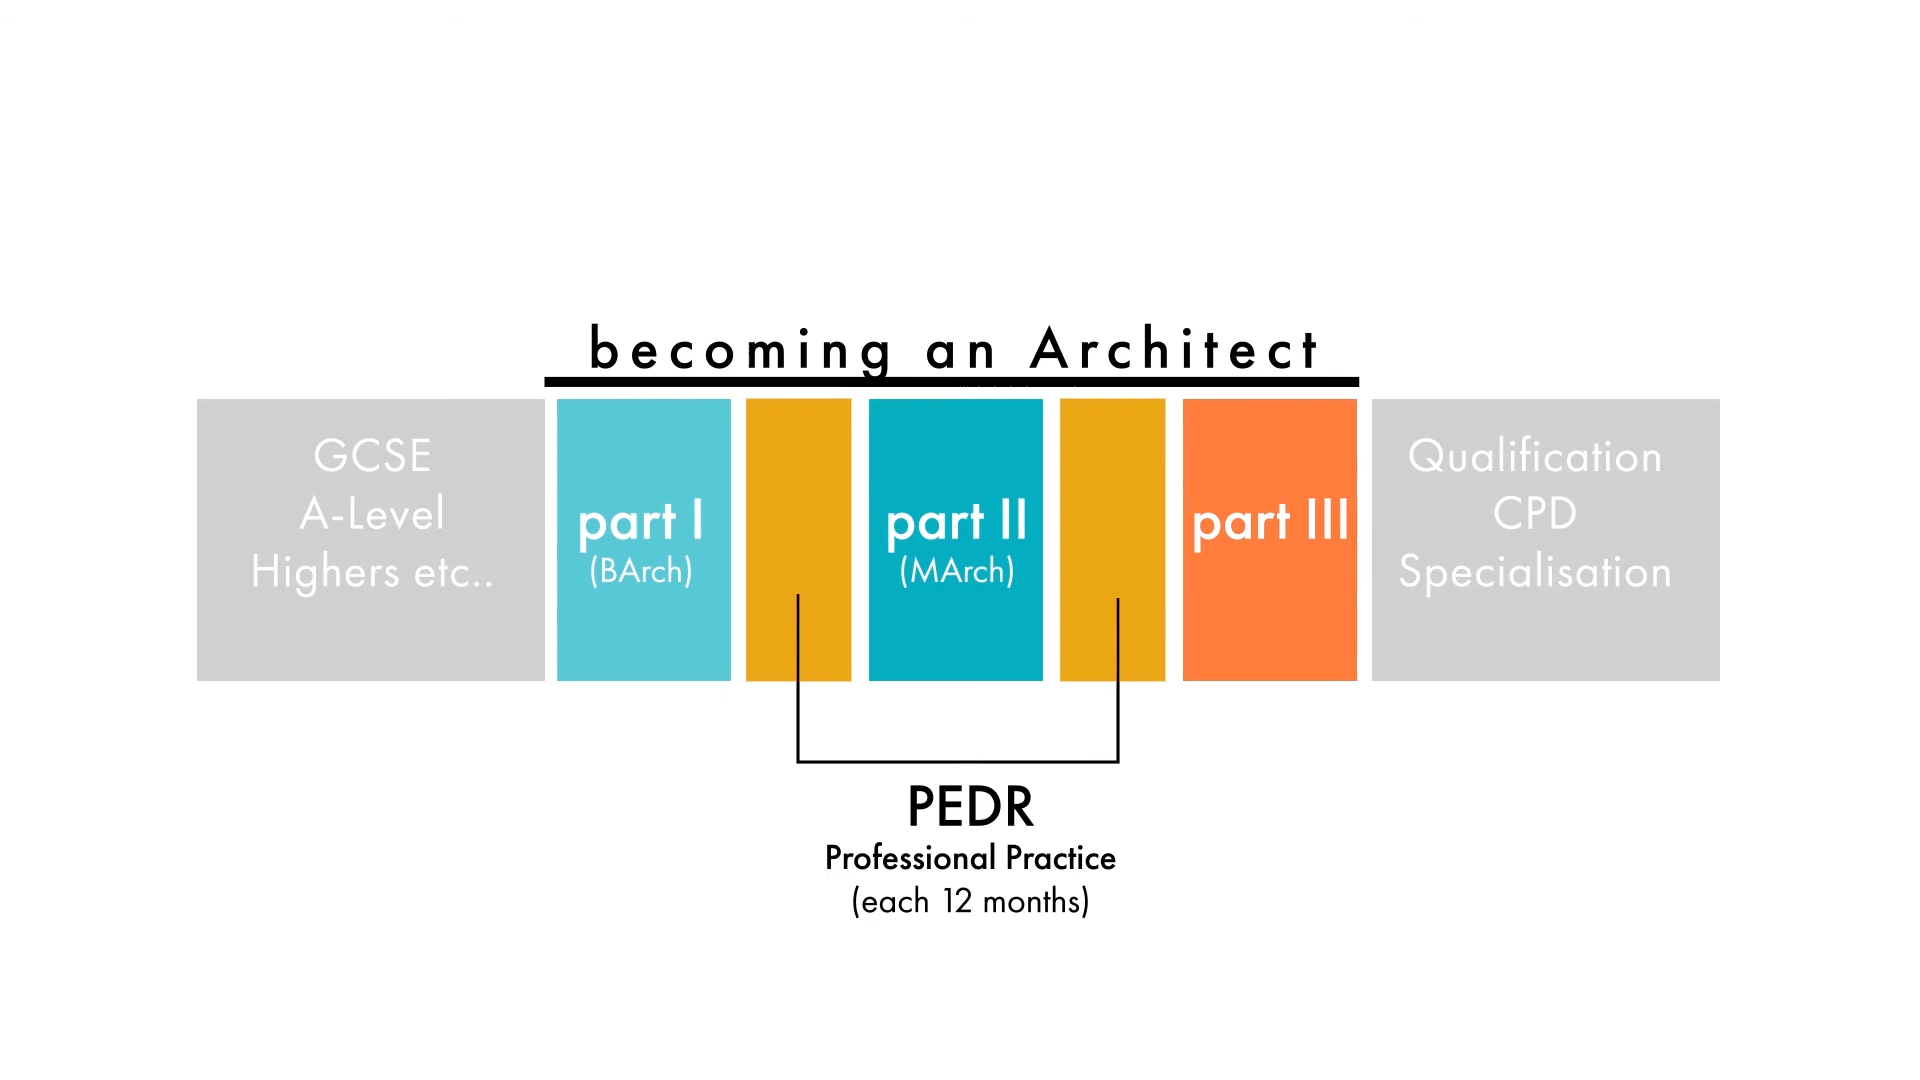 becoming an Architect
GCSE
A-Level
Highers etc..
part I
(BArch)
part II
(MArch)
part III
Qualification
CPD
Specialisation
PEDR
Professional Practice
(each 12 months)